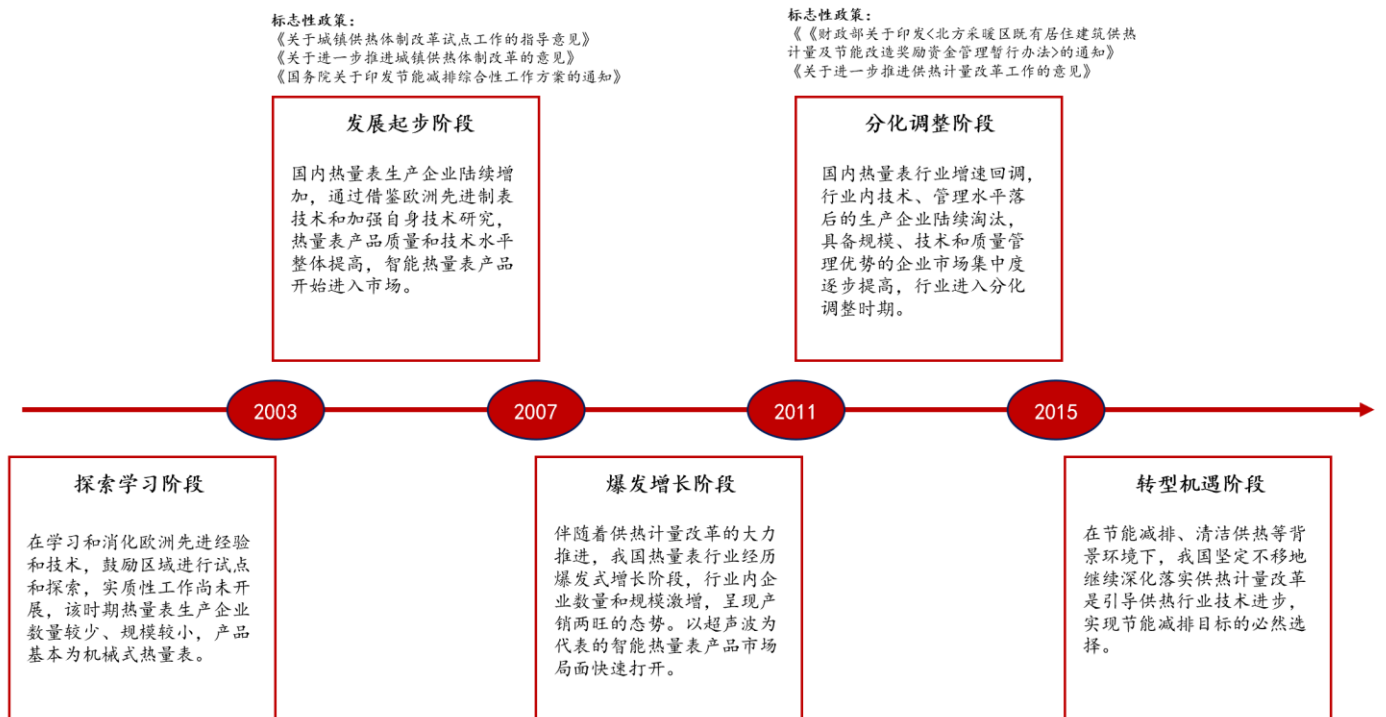 标志性政策：
《关于城镇供热体制改革试点工作的指导意见》
《关于进一步推进城镇供热体制改革的意见》
《国务院关于印发节能减排综合性工作方案的通知》
标志性政策：
《《财政部关于印发<北方采暖区既有居住建筑供热
计量及节能改造奖励资金管理暂行办法>的通知》
《关于进一步推进供热计量改革工作的意见》
发展起步阶段
国内热量表生产企业陆续增
加，通过借鉴欧洲先进制表
技术和加强自身技术研究，
热量表产品质量和技术水平
整体提高，智能热量表产品
开始进入市场。
分化调整阶段
国内热量表行业增速回调，
行业内技术、管理水平落
后的生产企业陆续淘汰，
具备规模、技术和质量管
理优势的企业市场集中度
逐步提高，行业进入分化
调整时期。
2003
2007
2011
2015
探索学习阶段
在学习和消化欧洲先进经验
和技术，鼓励区域进行试点
和探索，实质性工作尚未开
展，该时期热量表生产企业
数量较少、规模较小，产品
基本为机械式热量表。
爆发增长阶段
伴随着供热计量改革的大力
推进，我国热量表行业经历
爆发式增长阶段，行业内企
业数量和规模激增，呈现产
销两旺的态势。以超声波为
代表的智能热量表产品市场
局面快速打开。
转型机遇阶段
在节能减排、清洁供热等背
景环境下，我国坚定不移地
继续深化落实供热计量改革
是引导供热行业技术进步，
实现节能减排目标的必然选
择。